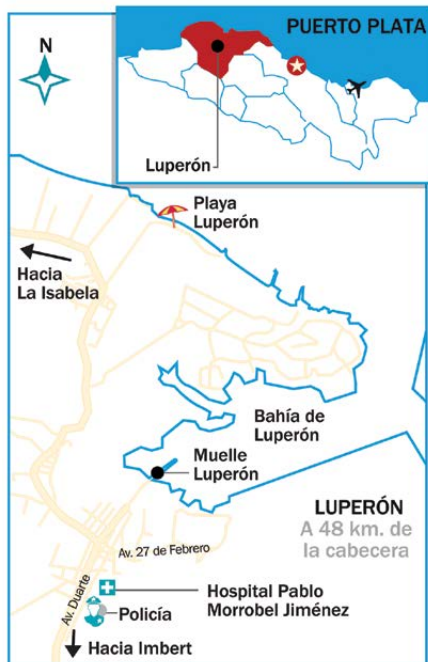 N
PUERTO PLATA
Luperón
Playa
Luperón
Hacia
La Isabela
Bahía de
Luperón
Muelle
Luperón
LUPERÓN
A 48 km. de
la cabecera
Av. 27 de Febrero
Av. Duarte
Hospital Pablo
Morrobel Jiménez
Policía
Hacia Imbert